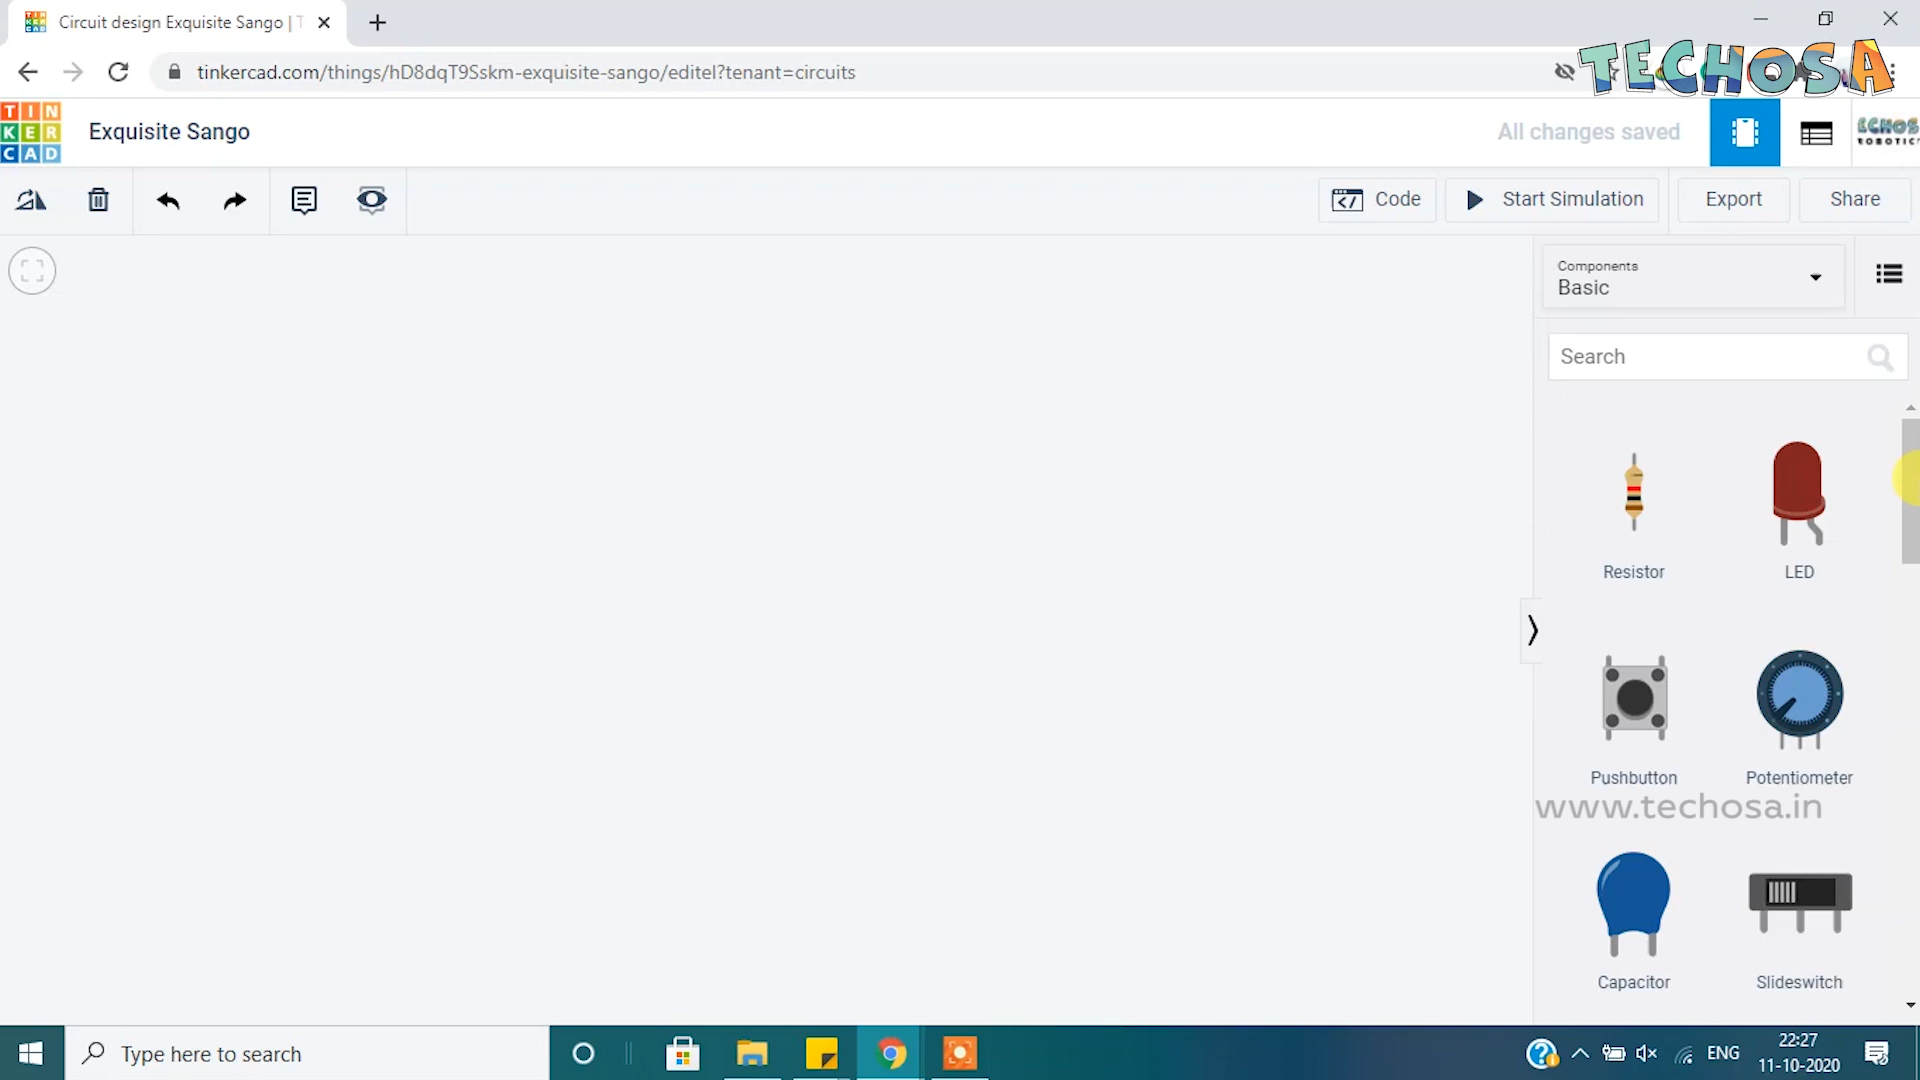 Circuit design Exquisite Sango | T
tinkercad.com/things/hD8dqT9Sskm-exquisite-sango/editel?tenant=circuits
TECHOSA
TIN
KER
CAD
Exquisite Sango
All changes saved
ECHOS
ROBOTIC
Code
Start Simulation
Export
Share
Components
Basic
Search
Resistor
LED
Pushbutton
Potentiometer
www.techosa.in
Capacitor
Slideswitch
Type here to search
ENG
22:27
11-10-2020